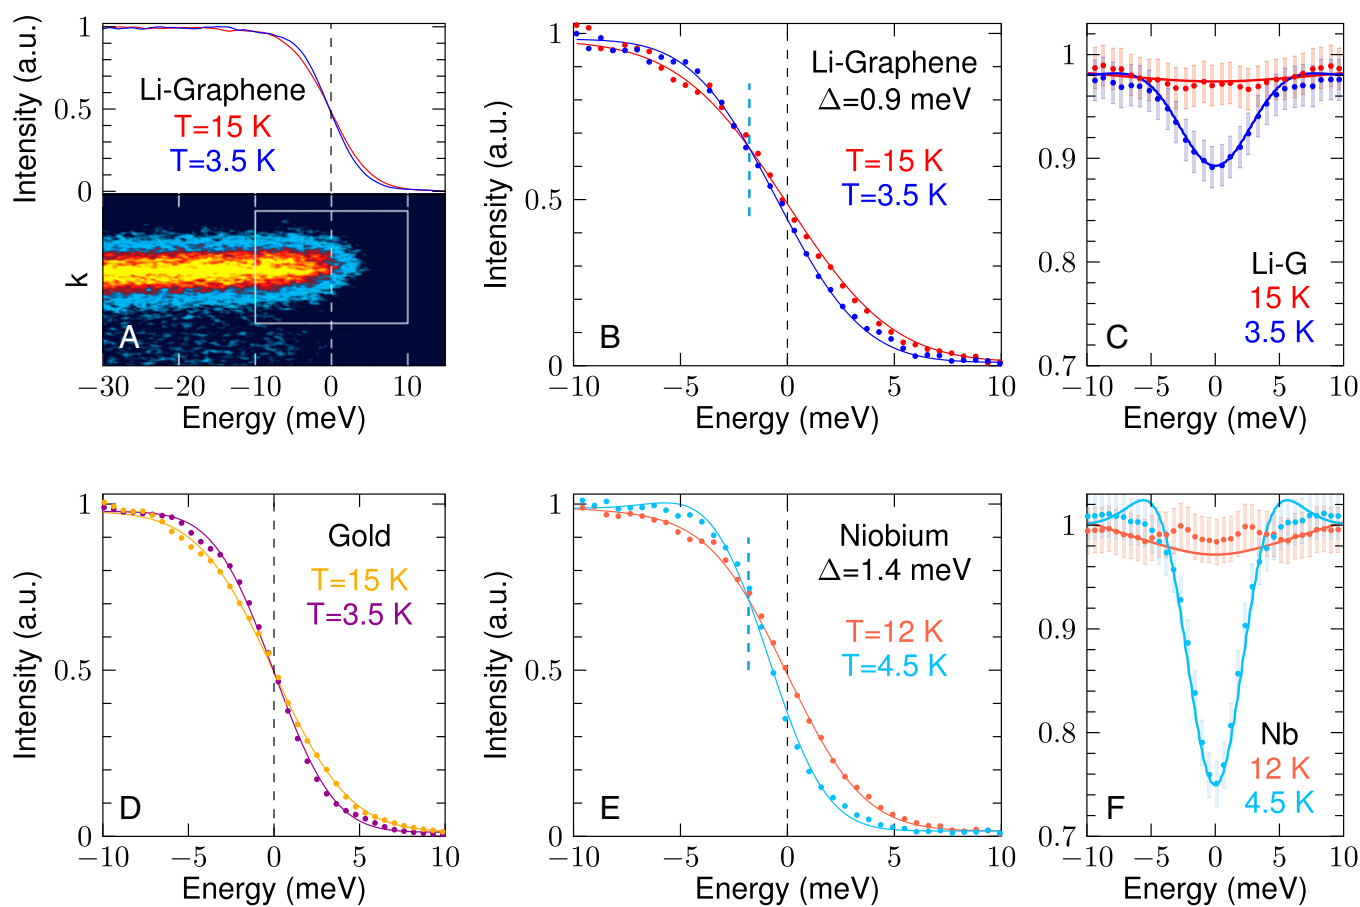 Intensity (a.u.)
1
0.5
0
Li-Graphene
T=15 K
T=3.5 K
k
A
−30 −20 −10 0 10
Energy (meV)
Intensity (a.u.)
1
0.5
0
Li-Graphene
Δ=0.9 meV
T=15 K
T=3.5 K
B
−10 −5 0 5 10
Energy (meV)
1
0.9
0.8
0.7
Li-G
15 K
3.5 K
C
−10 −5 0 5 10
Energy (meV)
Intensity (a.u.)
1
0.5
0
Gold
T=15 K
T=3.5 K
D
−10 −5 0 5 10
Energy (meV)
Intensity (a.u.)
1
0.5
0
Niobium
Δ=1.4 meV
T=12 K
T=4.5 K
E
−10 −5 0 5 10
Energy (meV)
1
0.9
0.8
0.7
Nb
12 K
4.5 K
F
−10 −5 0 5 10
Energy (meV)